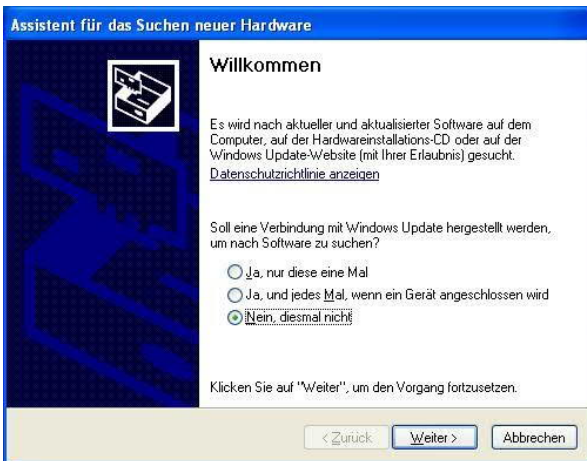 Assistent für das Suchen neuer Hardware
Willkommen
Es wird nach aktueller und aktualisierter Software auf dem
Computer, auf der Hardwareinstallations-CD oder auf der
Windows Update-Website (mit Ihrer Erlaubnis) gesucht.
Datenschutzrichtlinie anzeigen
Soll eine Verbindung mit Windows Update hergestellt werden,
um nach Software zu suchen?
Ja, nur diese eine Mal
Ja, und jedes Mal, wenn ein Gerät angeschlossen wird
Nein, diesmal nicht
Klicken Sie auf "Weiter", um den Vorgang fortzusetzen.
< Zurück Weiter > Abbrechen